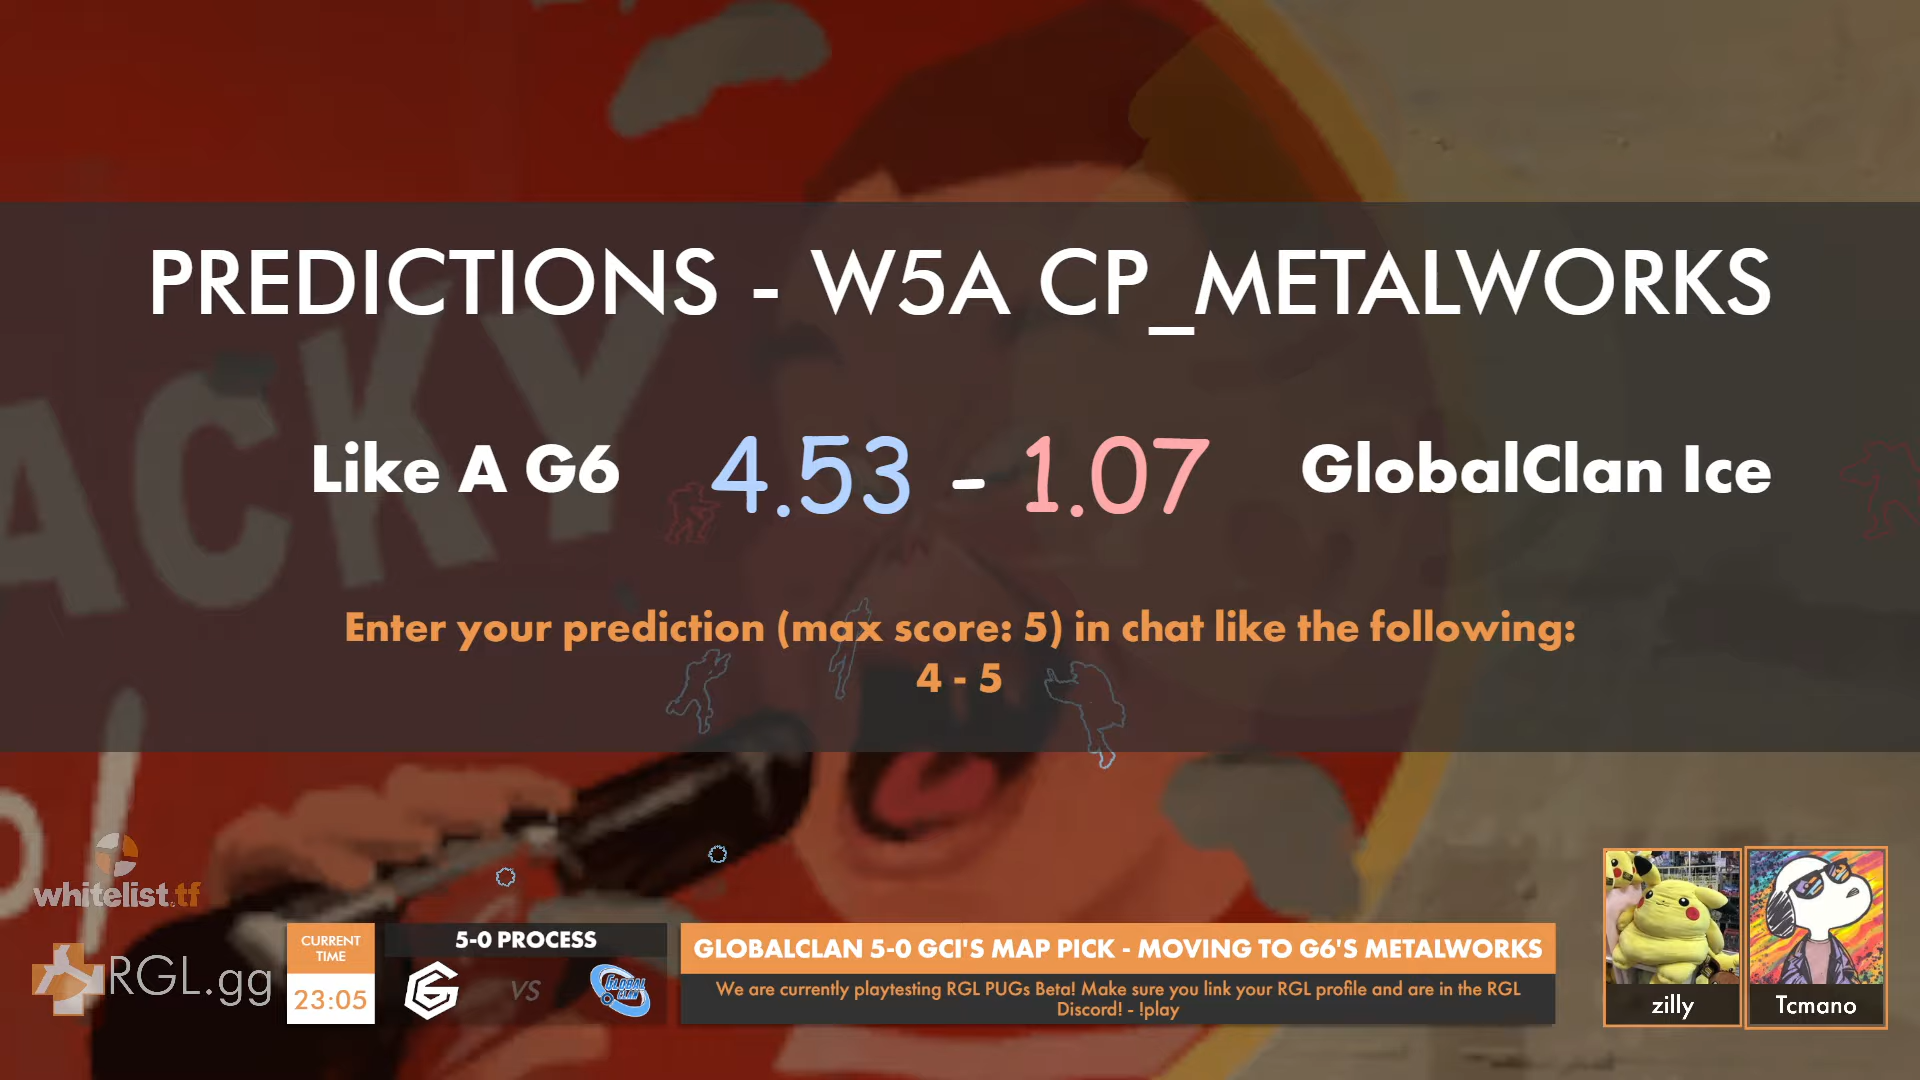 PREDICTIONS - W5A CP_METALWORKS
ACKY
Like A G6 4.53 - 1.07 GlobalClan Ice
Enter your prediction (max score: 5) in chat like the following:
4 - 5
whitelist.tf
RGL.gg
CURRENT
TIME
23:05
5-0 PROCESS
VS
GLOBAL
CLAN
GLOBALCLAN 5-0 GCI'S MAP PICK - MOVING TO G6'S METALWORKS
We are currently playtesting RGL PUGs Beta! Make sure you link your RGL profile and are in the RGL
Discord! - !play
zilly
Tcmano